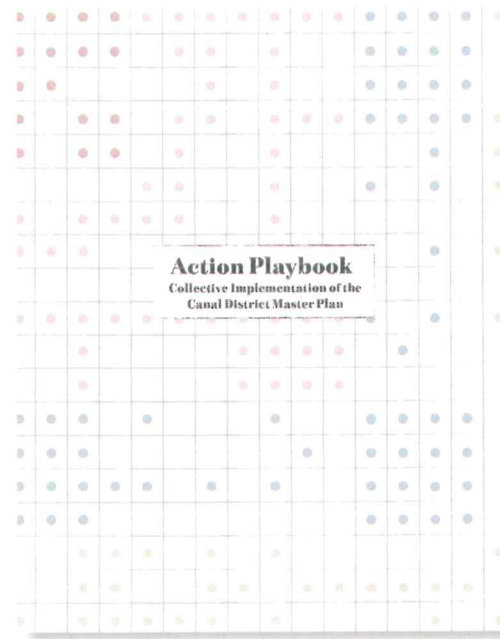 Action Playbook
Collective Implementation of the
Canal District Master Plan